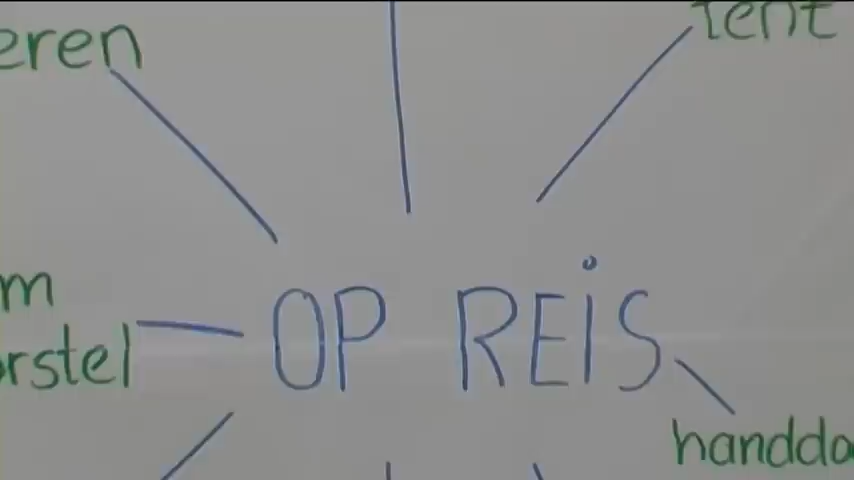 eren
tent
OP REiS
m
rstel
handdo